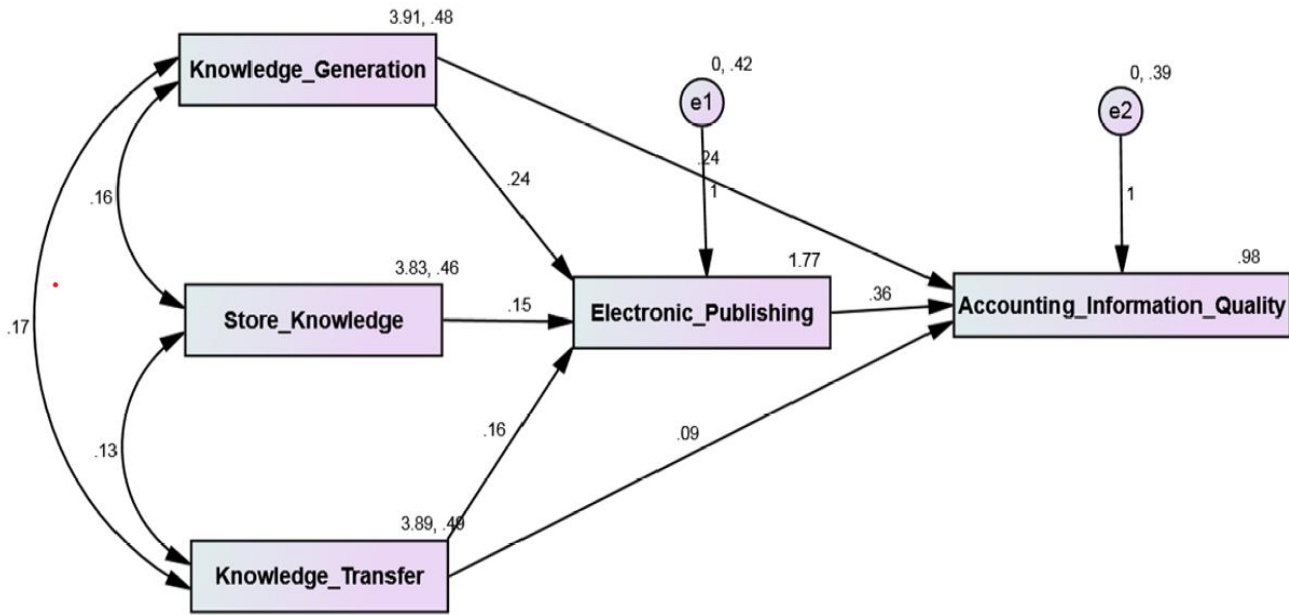 3.91, .48
Knowledge_Generation
0, .42
e1
0, .39
e2
.24
1
.24
1
.16
3.83, .46
Store_Knowledge
.15
1.77
Electronic_Publishing
.36
.98
Accounting_Information_Quality
.17
.13
.16
.09
3.89, .49
Knowledge_Transfer